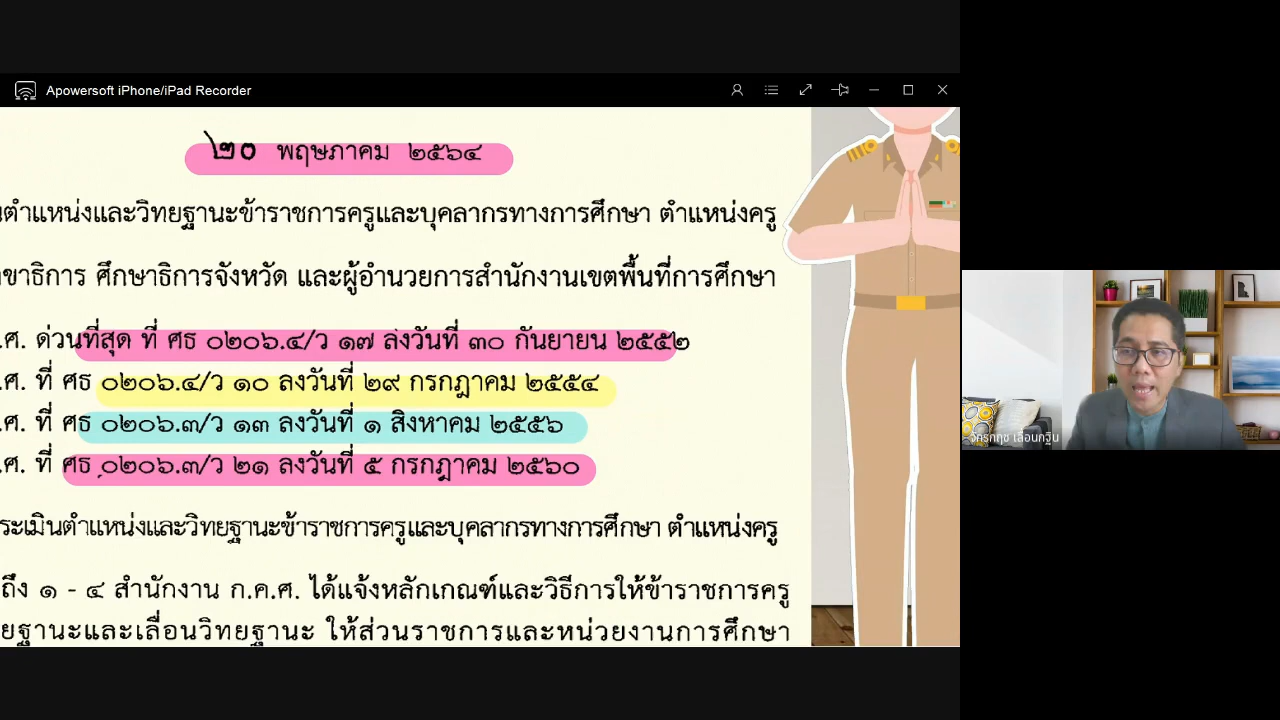 Apowersoft iPhone/iPad Recorder
๒๐ พฤษภาคม ๒๕๖๔
ตำแหน่งและวิทยฐานะข้าราชการครูและบุคลากรทางการศึกษา ตำแหน่งครู
ขาธิการ ศึกษาธิการจังหวัด และผู้อำนวยการสำนักงานเขตพื้นที่การศึกษา
.ศ. ด่วนที่สุด ที่ ศธ ๐๒๐๖.๔/ว ๑๗ ลงวันที่ ๓๐ กันยายน ๒๕๕๒
.ศ. ที่ ศธ ๐๒๐๖.๔/ว ๑๐ ลงวันที่ ๒๙ กรกฎาคม ๒๕๕๔
.ศ. ที่ ศธ ๐๒๐๖.๓/ว ๑๓ ลงวันที่ ๑ สิงหาคม ๒๕๕๖
.ศ. ที่ ศธ ๐๒๐๖.๓/ว ๒๑ ลงวันที่ ๕ กรกฎาคม ๒๕๖๐
ระเมินตำแหน่งและวิทยฐานะข้าราชการครูและบุคลากรทางการศึกษา ตำแหน่งครู
ถึง ๑ - ๔ สำนักงาน ก.ค.ศ. ได้แจ้งหลักเกณฑ์และวิธีการให้ข้าราชการครู
ยฐานะและเลื่อนวิทยฐานะ ให้ส่วนราชการและหน่วยงานการศึกษา
จักรกฤช เลื่อนกฐิน